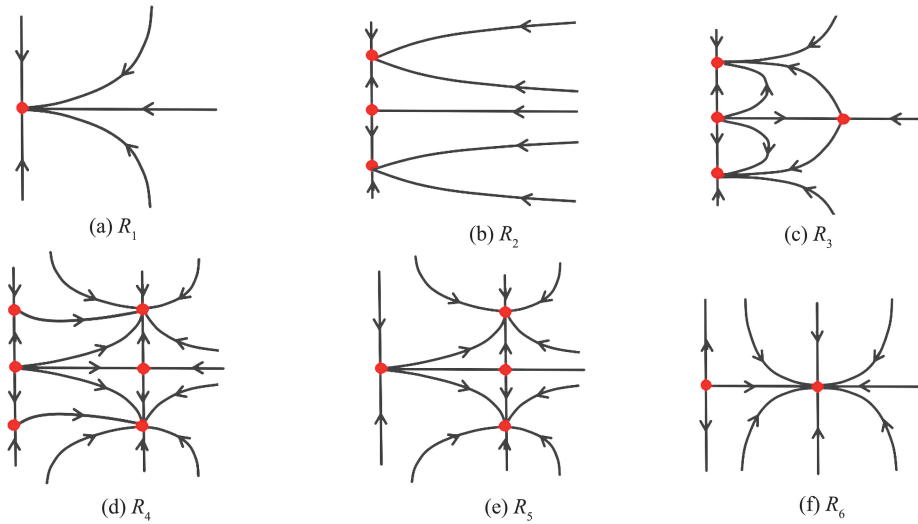 (a) R₁
(b) R₂
(c) R₃
(d) R₄
(e) R₅
(f) R₆